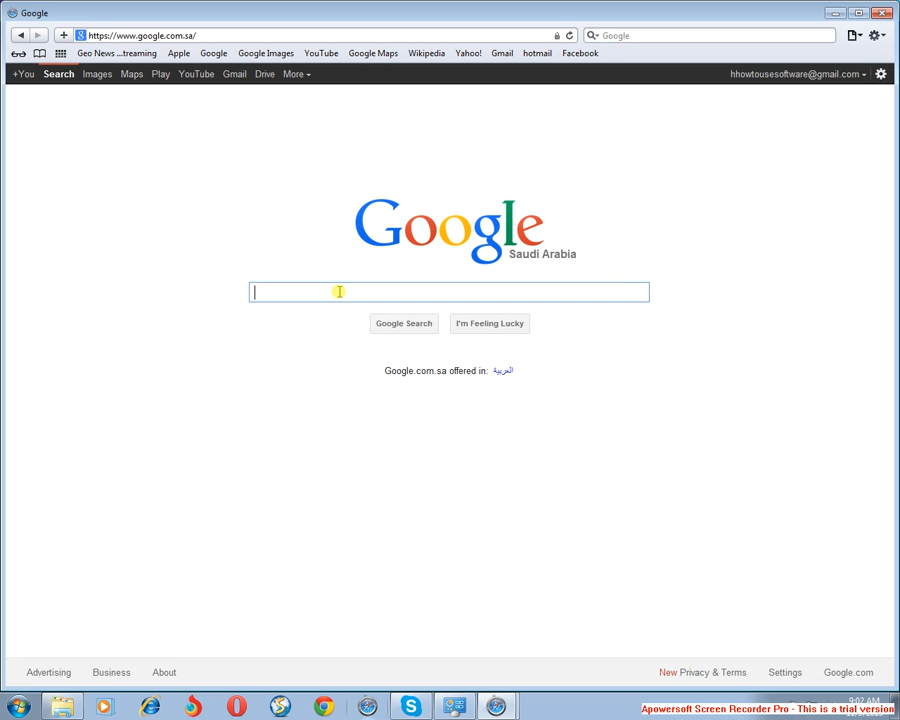 Google
https://www.google.com.sa/
Google
Geo News ...treaming Apple Google Google Images YouTube Google Maps Wikipedia Yahoo! Gmail hotmail Facebook
+You Search Images Maps Play YouTube Gmail Drive More
hhowtousesoftware@gmail.com
Google
Saudi Arabia
Google Search I'm Feeling Lucky
Google.com.sa offered in: العربية
Advertising Business About New Privacy & Terms Settings Google.com
9:02 AM
Apowersoft Screen Recorder Pro - This is a trial version